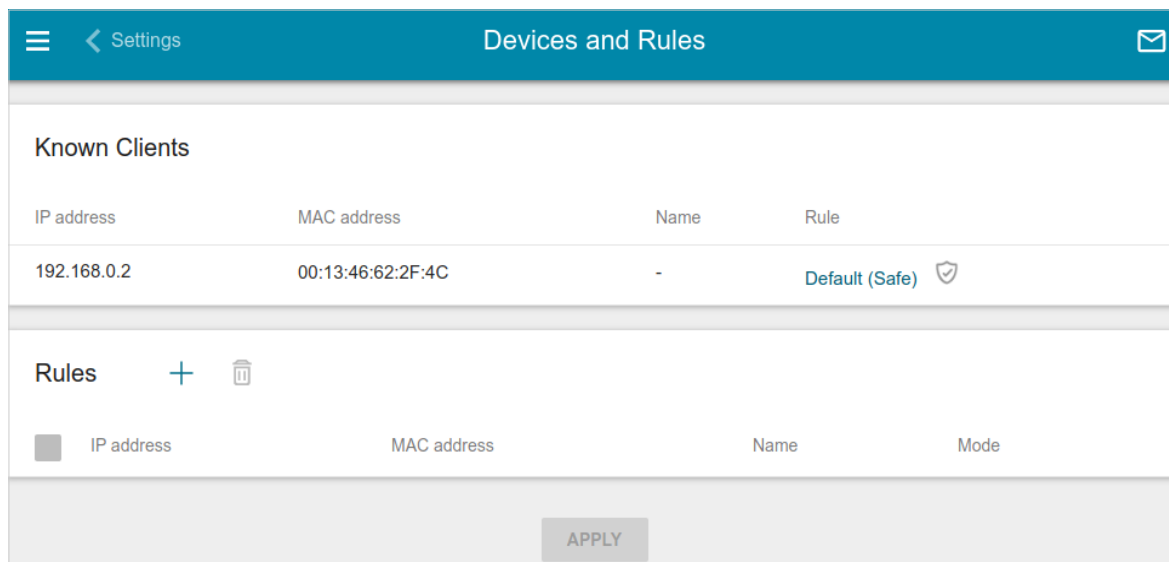 Settings
Devices and Rules
Known Clients
IP address MAC address Name Rule
192.168.0.2 00:13:46:62:2F:4C - Default (Safe)
Rules
IP address MAC address Name Mode
APPLY